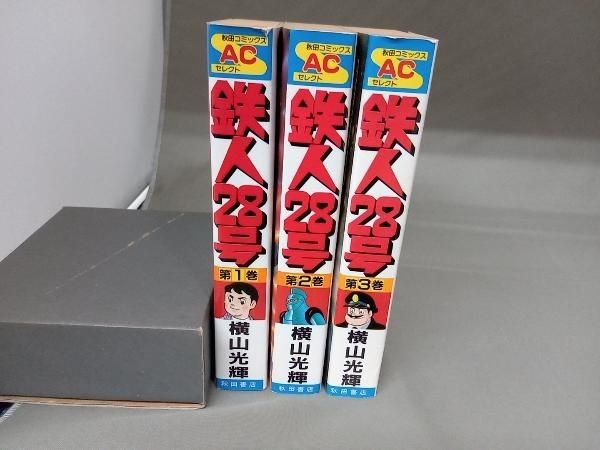 秋田コミックス
AC
セレクト
鉄人28号
第1巻
横山光輝
秋田書店
秋田コミックス
AC
セレクト
鉄人28号
第2巻
横山光輝
秋田書店
秋田コミックス
AC
セレクト
鉄人28号
第3巻
横山光輝
秋田書店